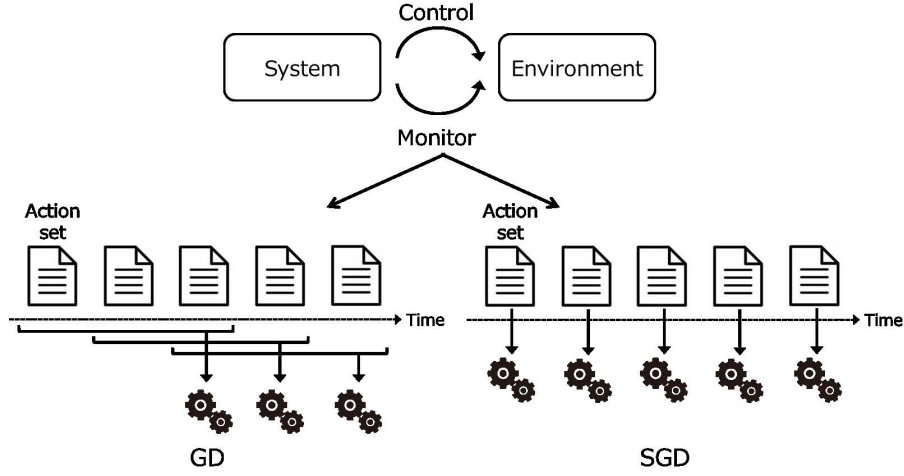 Control
System
Environment
Monitor
Action
set
Time
GD
Action
set
Time
SGD